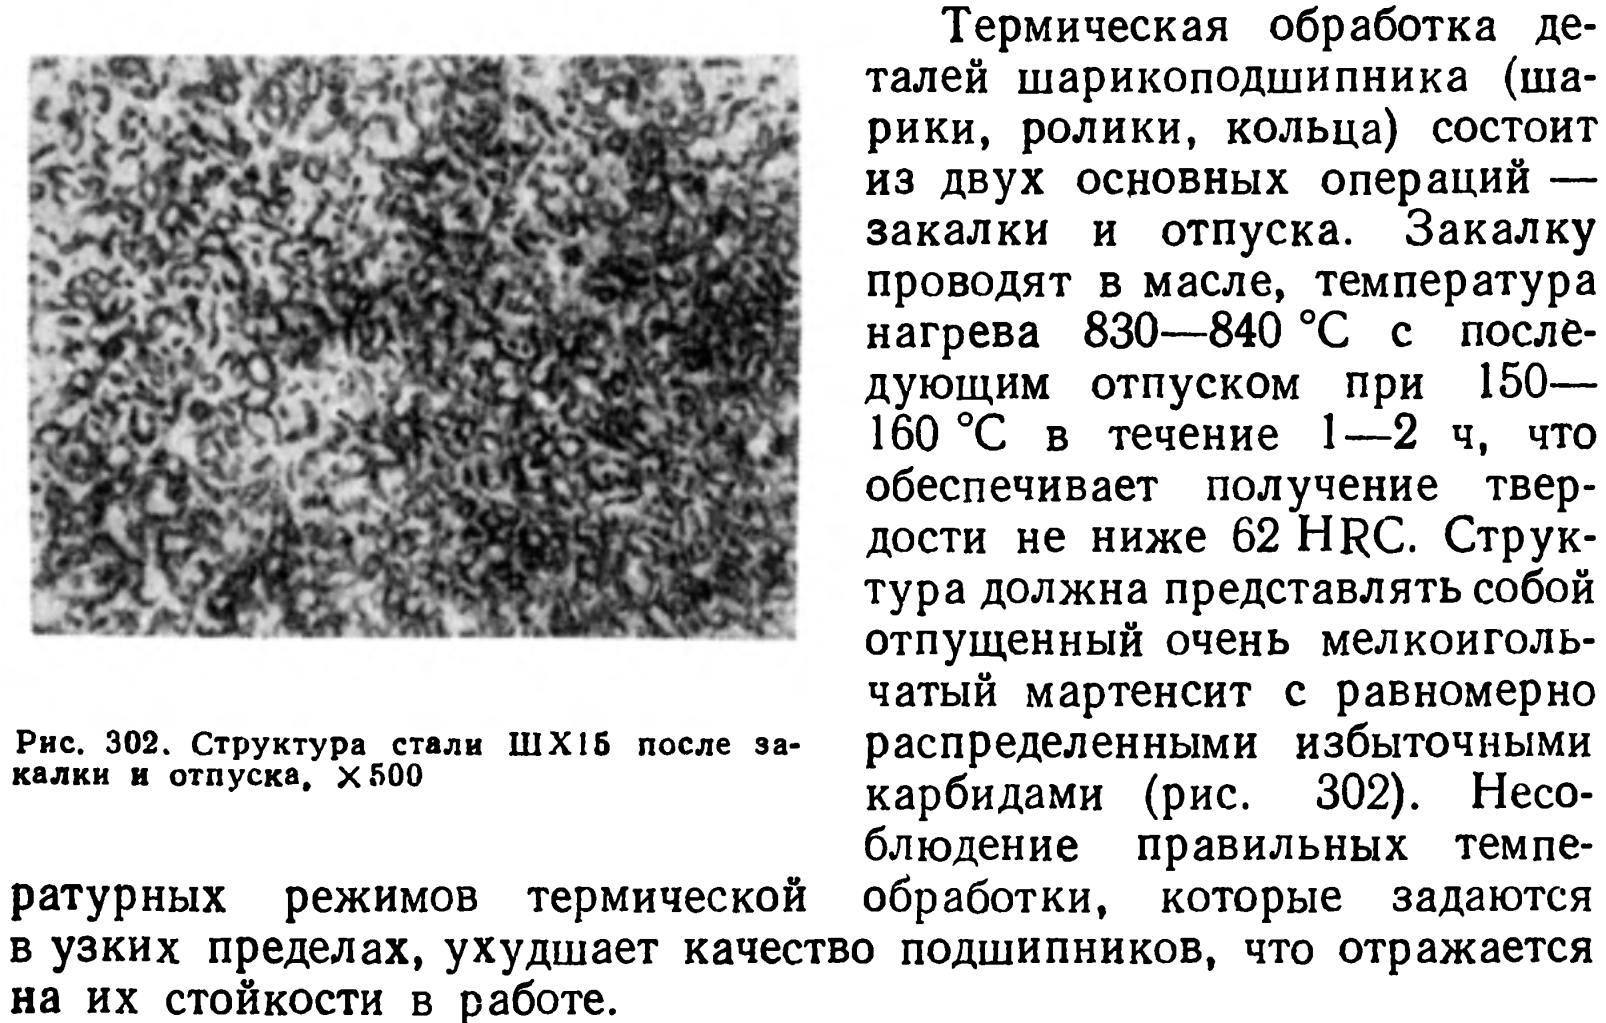 Термическая обработка де-
талей шарикоподшипника (ша-
рики, ролики, кольца) состоит
из двух основных операций —
закалки и отпуска. Закалку
проводят в масле, температура
нагрева 830—840 °С с после-
дующим отпуском при 150—
160 °С в течение 1—2 ч, что
обеспечивает получение твер-
дости не ниже 62 HRC. Струк-
тура должна представлять собой
отпущенный очень мелкоиголь-
чатый мартенсит с равномерно
распределенными избыточными
карбидами (рис. 302). Несо-
блюдение правильных темпе-
Рис. 302. Структура стали ШХ15 после за-
калки и отпуска, ×500
ратурных режимов термической обработки, которые задаются
в узких пределах, ухудшает качество подшипников, что отражается
на их стойкости в работе.